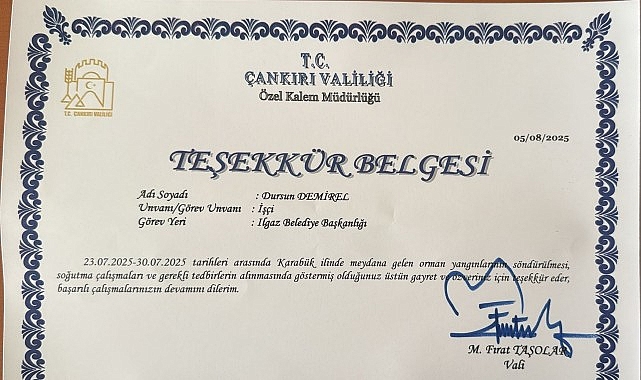 T.C.
ÇANKIRI VALİLİĞİ
Özel Kalem Müdürlüğü
T.C. ÇANKIRI VALİLİĞİ
05/08/2025
TEŞEKKÜR BELGESİ
Adı Soyadı : Dursun DEMİREL
Unvanı/Görev Unvanı : İşçi
Görev Yeri : Ilgaz Belediye Başkanlığı
23.07.2025-30.07.2025 tarihleri arasında Karabük ilinde meydana gelen orman yangınlarının söndürülmesi,
soğutma çalışmaları ve gerekli tedbirlerin alınmasında göstermiş olduğunuz üstün gayret ve özveriniz için teşekkür eder,
başarılı çalışmalarınızın devamını dilerim.
M. Fırat TAŞOLAR
Vali